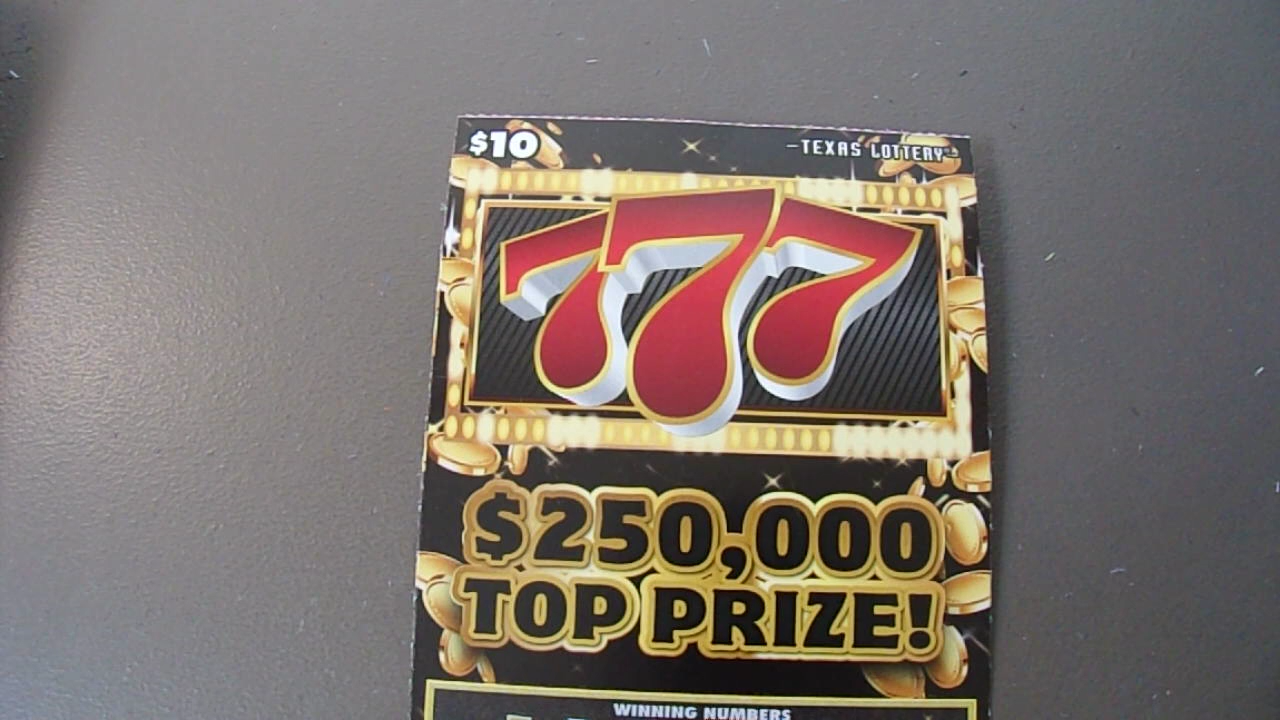 $10
TEXAS LOTTERY
777
$250,000
TOP PRIZE!
WINNING NUMBERS